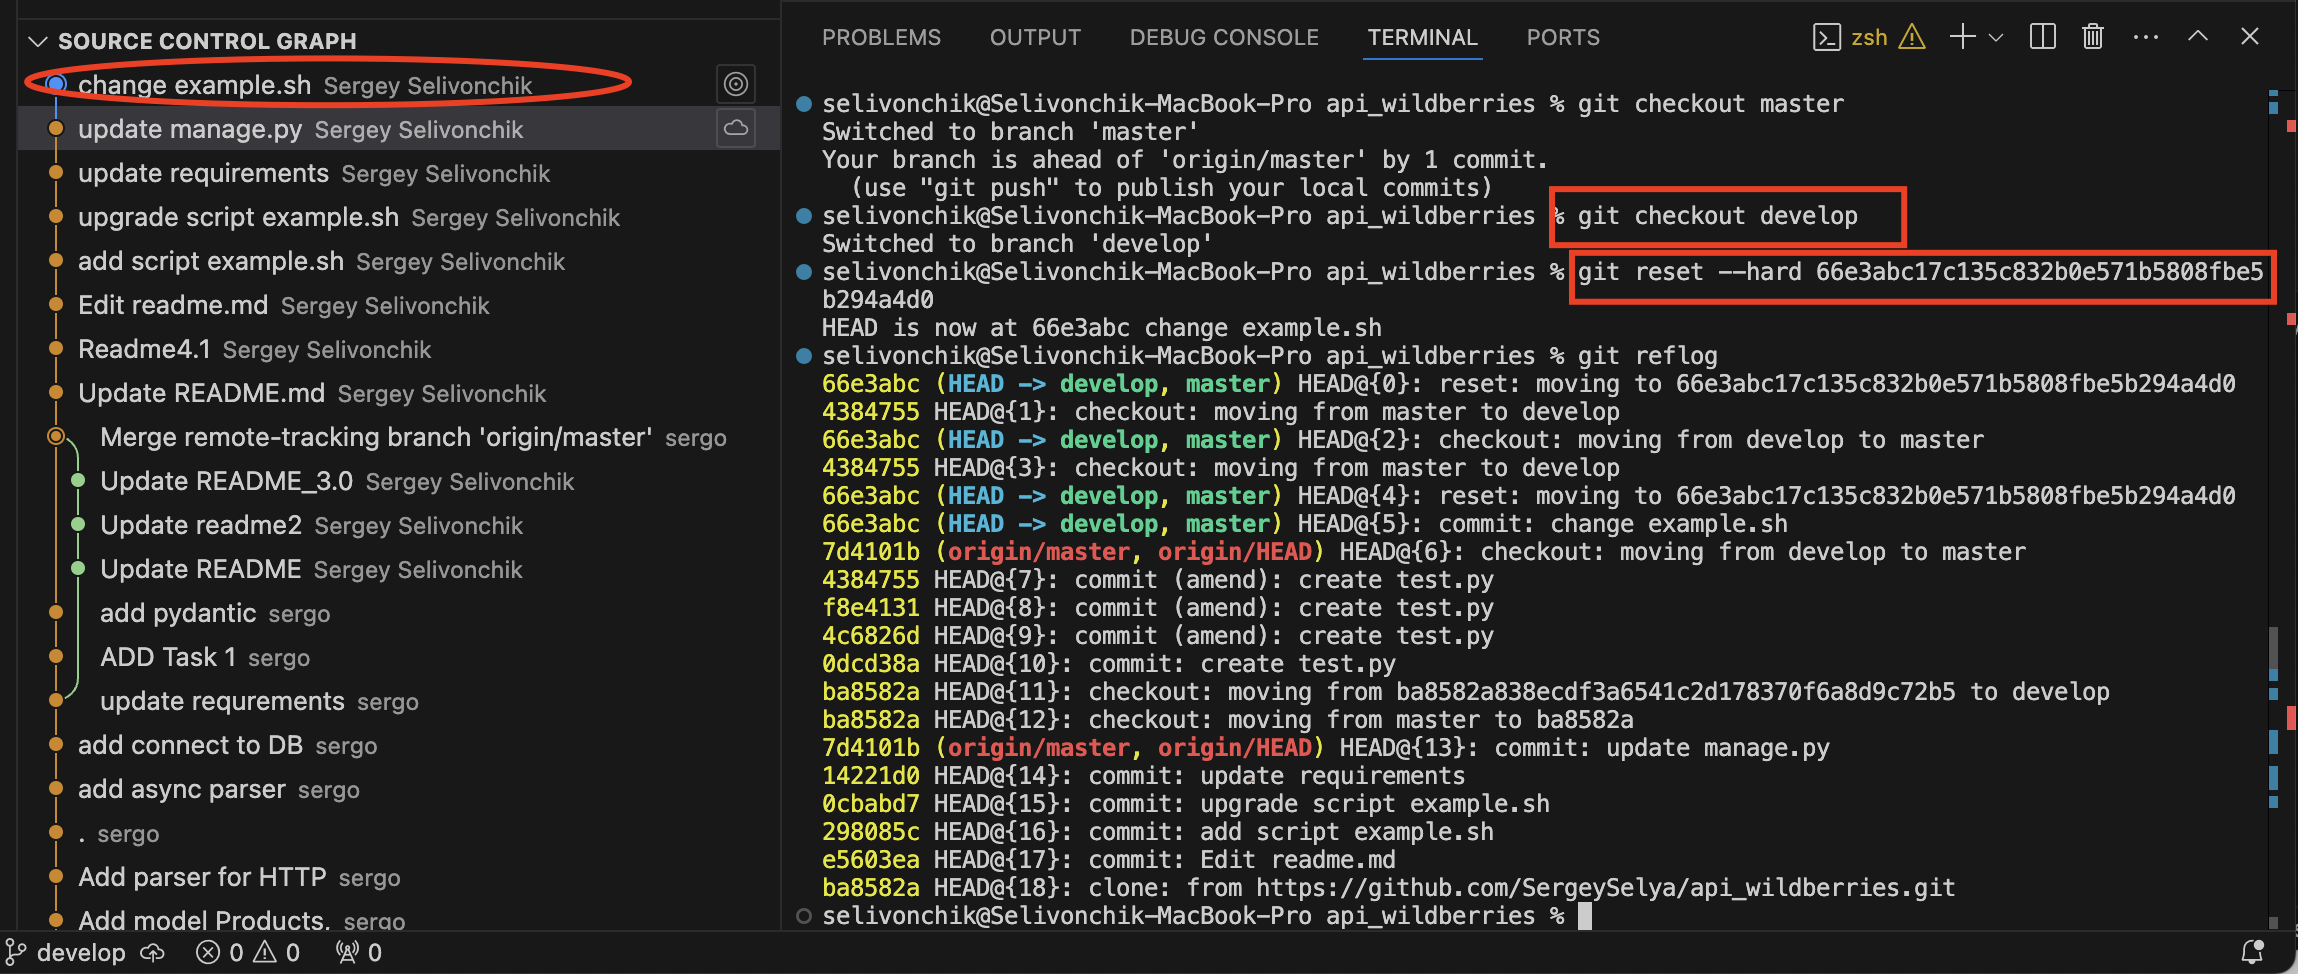 SOURCE CONTROL GRAPH
change example.sh Sergey Selivonchik
update manage.py Sergey Selivonchik
update requirements Sergey Selivonchik
upgrade script example.sh Sergey Selivonchik
add script example.sh Sergey Selivonchik
Edit readme.md Sergey Selivonchik
Readme4.1 Sergey Selivonchik
Update README.md Sergey Selivonchik
Merge remote-tracking branch 'origin/master' sergo
Update README_3.0 Sergey Selivonchik
Update readme2 Sergey Selivonchik
Update README Sergey Selivonchik
add pydantic sergo
ADD Task 1 sergo
update requrements sergo
add connect to DB sergo
add async parser sergo
. sergo
Add parser for HTTP sergo
Add model Products, sergo
PROBLEMS OUTPUT DEBUG CONSOLE TERMINAL PORTS zsh
selivonchik@Selivonchik-MacBook-Pro api_wildberries % git checkout master
Switched to branch 'master'
Your branch is ahead of 'origin/master' by 1 commit.
(use "git push" to publish your local commits)
selivonchik@Selivonchik-MacBook-Pro api_wildberries % git checkout develop
Switched to branch 'develop'
selivonchik@Selivonchik-MacBook-Pro api_wildberries % git reset --hard 66e3abc17c135c832b0e571b5808fbe5
b294a4d0
HEAD is now at 66e3abc change example.sh
selivonchik@Selivonchik-MacBook-Pro api_wildberries % git reflog
66e3abc (HEAD -> develop, master) HEAD@{0}: reset: moving to 66e3abc17c135c832b0e571b5808fbe5b294a4d0
4384755 HEAD@{1}: checkout: moving from master to develop
66e3abc (HEAD -> develop, master) HEAD@{2}: checkout: moving from develop to master
4384755 HEAD@{3}: checkout: moving from master to develop
66e3abc (HEAD -> develop, master) HEAD@{4}: reset: moving to 66e3abc17c135c832b0e571b5808fbe5b294a4d0
66e3abc (HEAD -> develop, master) HEAD@{5}: commit: change example.sh
7d4101b (origin/master, origin/HEAD) HEAD@{6}: checkout: moving from develop to master
4384755 HEAD@{7}: commit (amend): create test.py
f8e4131 HEAD@{8}: commit (amend): create test.py
4c6826d HEAD@{9}: commit (amend): create test.py
0dcd38a HEAD@{10}: commit: create test.py
ba8582a HEAD@{11}: checkout: moving from ba8582a838ecdf3a6541c2d178370f6a8d9c72b5 to develop
ba8582a HEAD@{12}: checkout: moving from master to ba8582a
7d4101b (origin/master, origin/HEAD) HEAD@{13}: commit: update manage.py
14221d0 HEAD@{14}: commit: update requirements
0cbabd7 HEAD@{15}: commit: upgrade script example.sh
298085c HEAD@{16}: commit: add script example.sh
e5603ea HEAD@{17}: commit: Edit readme.md
ba8582a HEAD@{18}: clone: from https://github.com/SergeySelya/api_wildberries.git
selivonchik@Selivonchik-MacBook-Pro api_wildberries %
develop 0 0 0